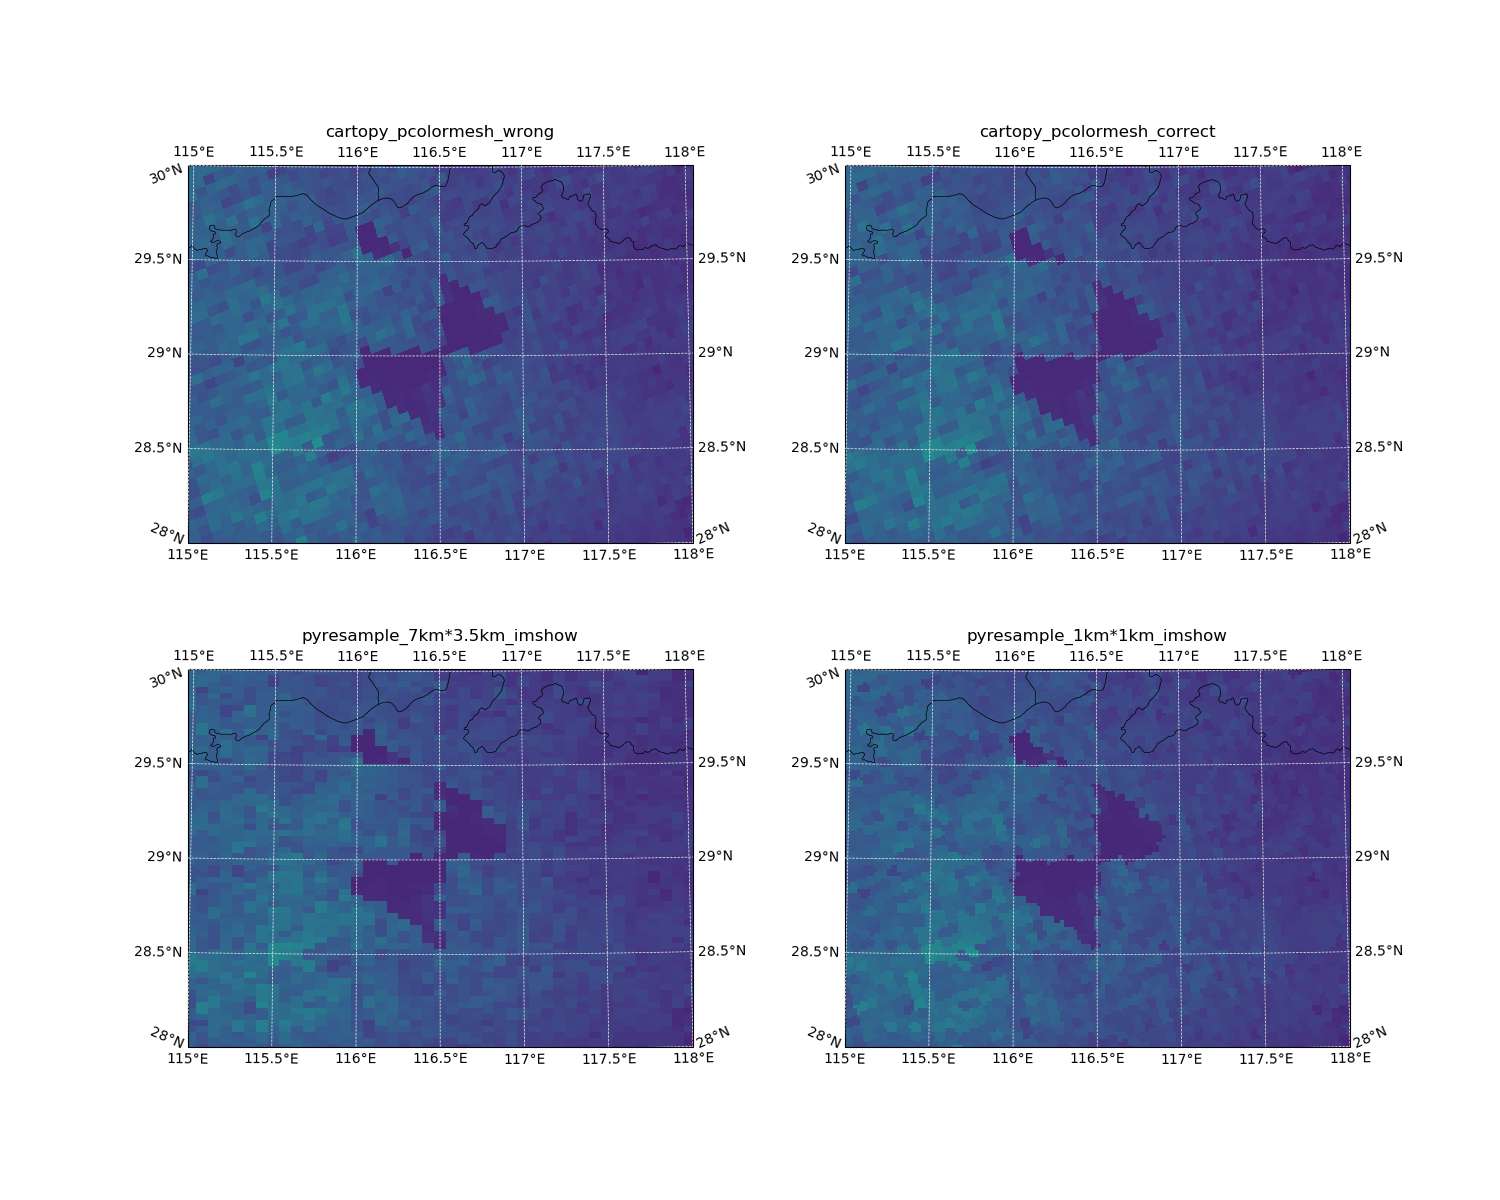 cartopy_pcolormesh_wrong
115°E 115.5°E 116°E 116.5°E 117°E 117.5°E 118°E
30°N
29.5°N 29.5°N
29°N 29°N
28.5°N 28.5°N
28°N 28°N
115°E 115.5°E 116°E 116.5°E 117°E 117.5°E 118°E
cartopy_pcolormesh_correct
115°E 115.5°E 116°E 116.5°E 117°E 117.5°E 118°E
30°N
29.5°N 29.5°N
29°N 29°N
28.5°N 28.5°N
28°N 28°N
115°E 115.5°E 116°E 116.5°E 117°E 117.5°E 118°E
pyresample_7km*3.5km_imshow
115°E 115.5°E 116°E 116.5°E 117°E 117.5°E 118°E
30°N
29.5°N 29.5°N
29°N 29°N
28.5°N 28.5°N
28°N 28°N
115°E 115.5°E 116°E 116.5°E 117°E 117.5°E 118°E
pyresample_1km*1km_imshow
115°E 115.5°E 116°E 116.5°E 117°E 117.5°E 118°E
30°N
29.5°N 29.5°N
29°N 29°N
28.5°N 28.5°N
28°N 28°N
115°E 115.5°E 116°E 116.5°E 117°E 117.5°E 118°E